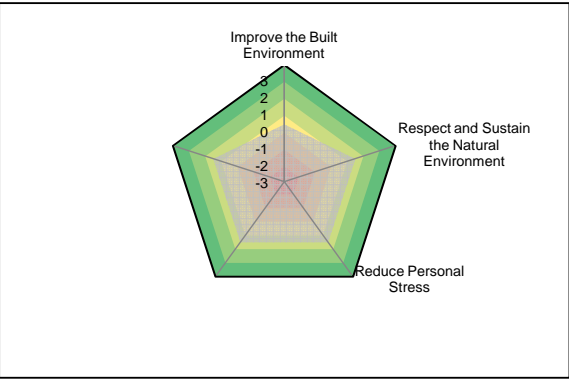 Improve the Built
Environment
3
2
1
0
-1
-2
-3
Respect and Sustain
the Natural
Environment
Reduce Personal
Stress